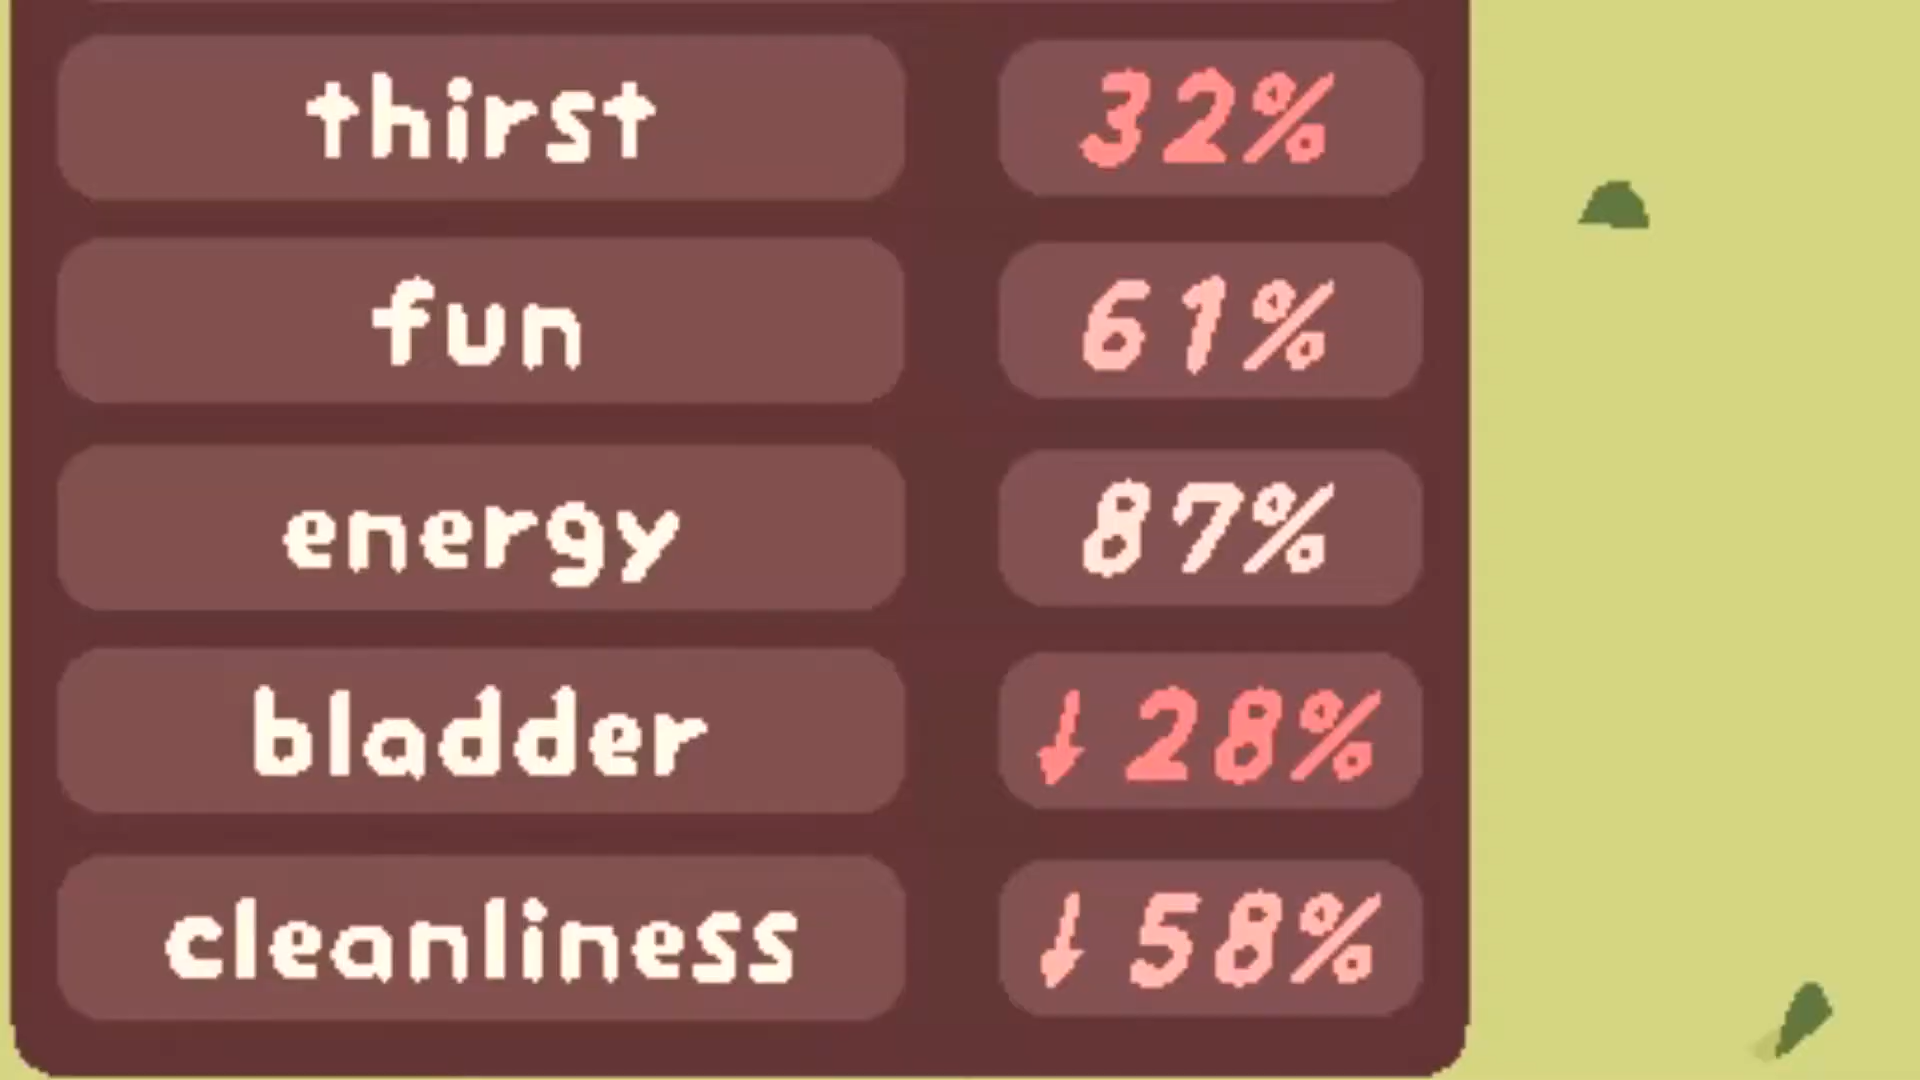 thirst 32%
fun 61%
energy 87%
bladder ↓ 28%
cleanliness ↓ 58%